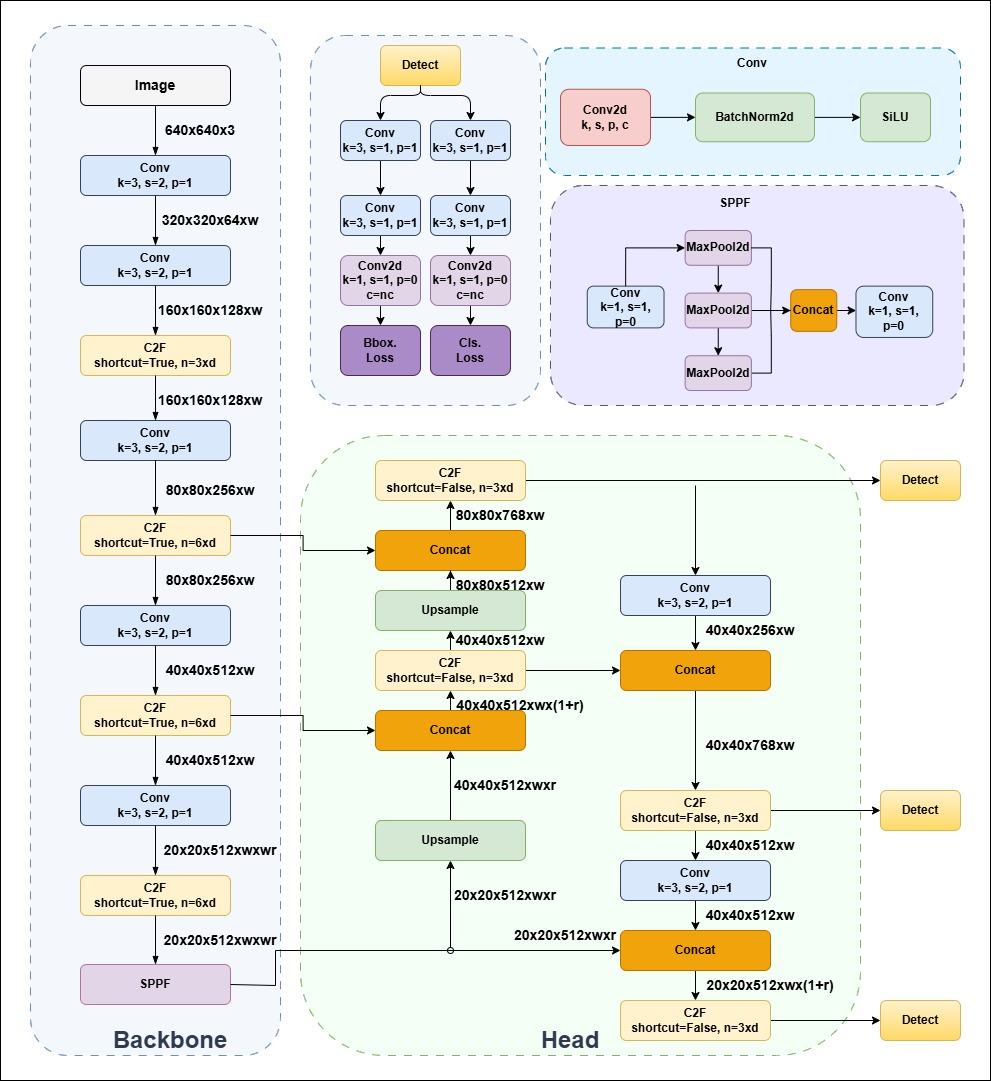 Image
640x640x3
Conv
k=3, s=2, p=1
320x320x64xw
Conv
k=3, s=2, p=1
160x160x128xw
C2F
shortcut=True, n=3xd
160x160x128xw
Conv
k=3, s=2, p=1
80x80x256xw
C2F
shortcut=True, n=6xd
80x80x256xw
Conv
k=3, s=2, p=1
40x40x512xw
C2F
shortcut=True, n=6xd
40x40x512xw
Conv
k=3, s=2, p=1
20x20x512xwxwr
C2F
shortcut=True, n=6xd
20x20x512xwxwr
SPPF
Backbone
Detect
Conv
k=3, s=1, p=1
Conv
k=3, s=1, p=1
Conv2d
k=1, s=1, p=0
c=nc
Bbox.
Loss
Conv
k=3, s=1, p=1
Conv
k=3, s=1, p=1
Conv2d
k=1, s=1, p=0
c=nc
Cls.
Loss
Conv
Conv2d
k, s, p, c
BatchNorm2d
SiLU
SPPF
Conv
k=1, s=1,
p=0
MaxPool2d
MaxPool2d
MaxPool2d
Concat
Conv
k=1, s=1,
p=0
C2F
shortcut=False, n=3xd
80x80x768xw
Concat
80x80x512xw
Upsample
40x40x512xw
C2F
shortcut=False, n=3xd
40x40x512xwx(1+r)
Concat
40x40x512xwxr
Upsample
20x20x512xwxr
20x20x512xwxr
Detect
Conv
k=3, s=2, p=1
40x40x256xw
Concat
40x40x768xw
C2F
shortcut=False, n=3xd
Detect
40x40x512xw
Conv
k=3, s=2, p=1
40x40x512xw
Concat
20x20x512xwx(1+r)
C2F
shortcut=False, n=3xd
Detect
Head